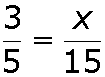 3/5 = x/15